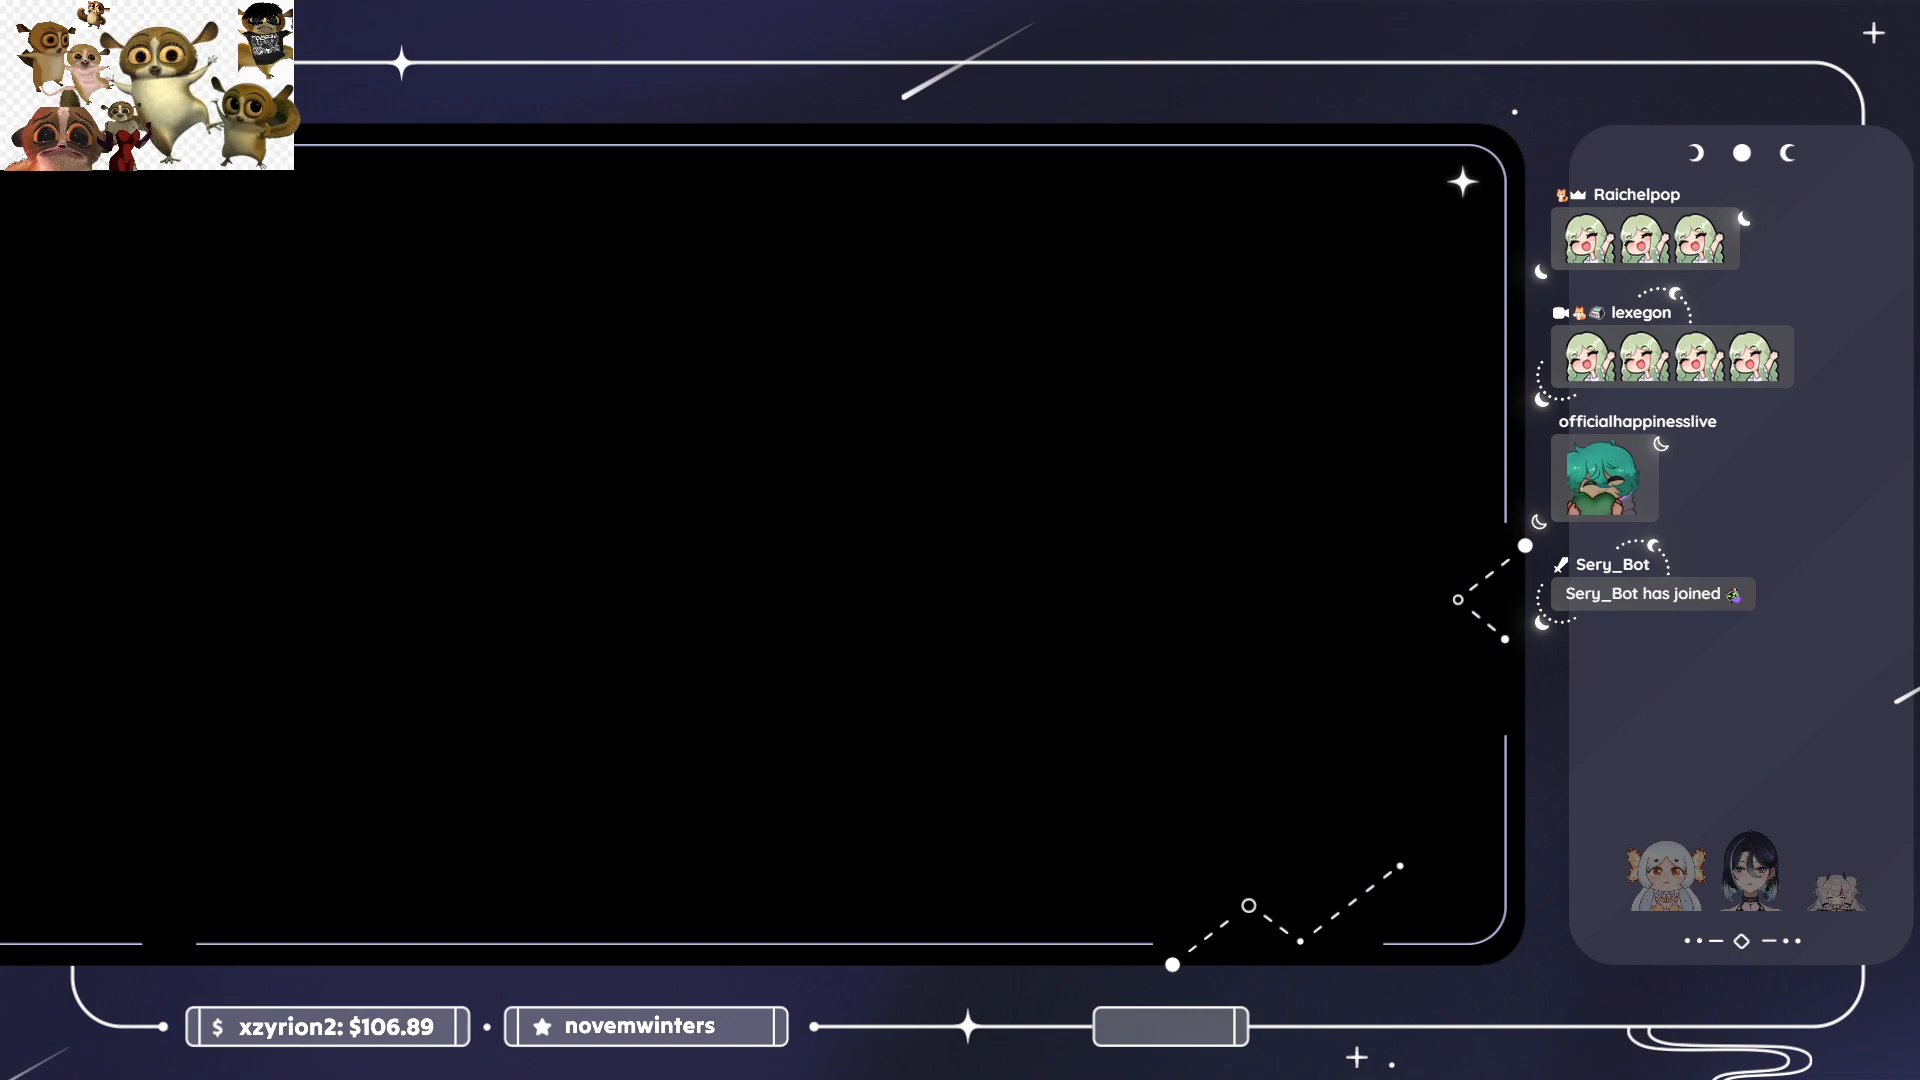 Raichelpop
lexegon
officialhappinesslive
Sery_Bot
Sery_Bot has joined
$ xzyrion2: $106.89
novemwinters